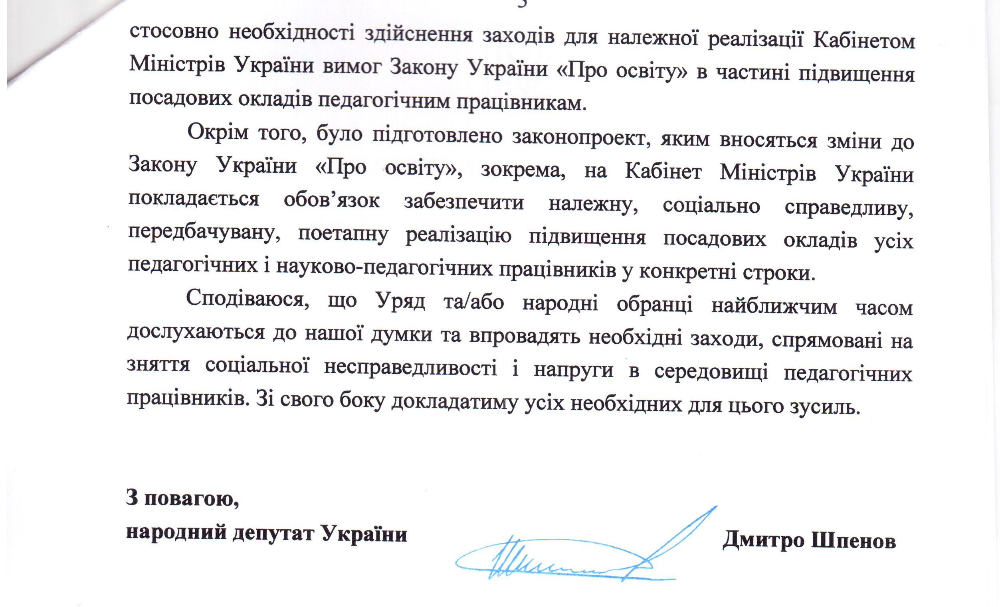 стосовно необхідності здійснення заходів для належної реалізації Кабінетом
Міністрів України вимог Закону України «Про освіту» в частині підвищення
посадових окладів педагогічним працівникам.
Окрім того, було підготовлено законопроект, яким вносяться зміни до
Закону України «Про освіту», зокрема, на Кабінет Міністрів України
покладається обов’язок забезпечити належну, соціально справедливу,
передбачувану, поетапну реалізацію підвищення посадових окладів усіх
педагогічних і науково-педагогічних працівників у конкретні строки.
Сподіваюся, що Уряд та/або народні обранці найближчим часом
дослухаються до нашої думки та впровадять необхідні заходи, спрямовані на
зняття соціальної несправедливості і напруги в середовищі педагогічних
працівників. Зі свого боку докладатиму усіх необхідних для цього зусиль.
З повагою,
народний депутат України
Дмитро Шпенов